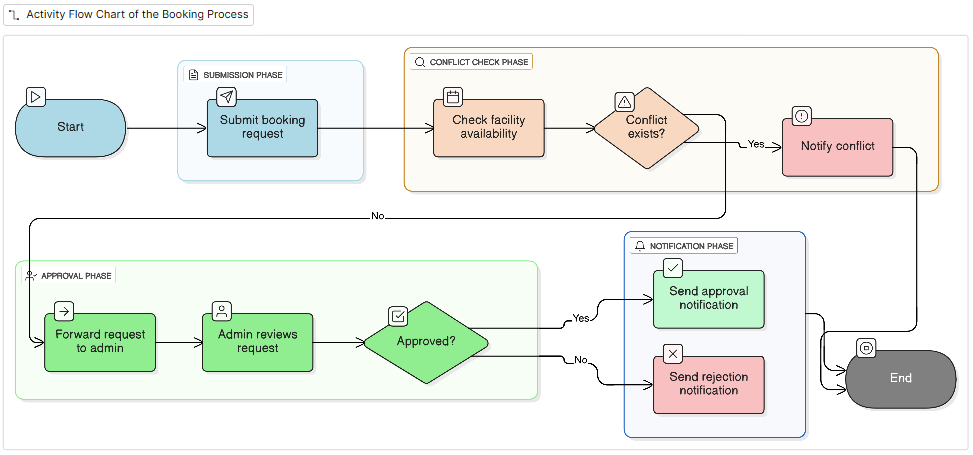 Activity Flow Chart of the Booking Process
SUBMISSION PHASE
CONFLICT CHECK PHASE
Start
Submit booking
request
Check facility
availability
Conflict
exists?
Yes
Notify conflict
No
APPROVAL PHASE
NOTIFICATION PHASE
Forward request
to admin
Admin reviews
request
Approved?
Yes
No
Send approval
notification
Send rejection
notification
End